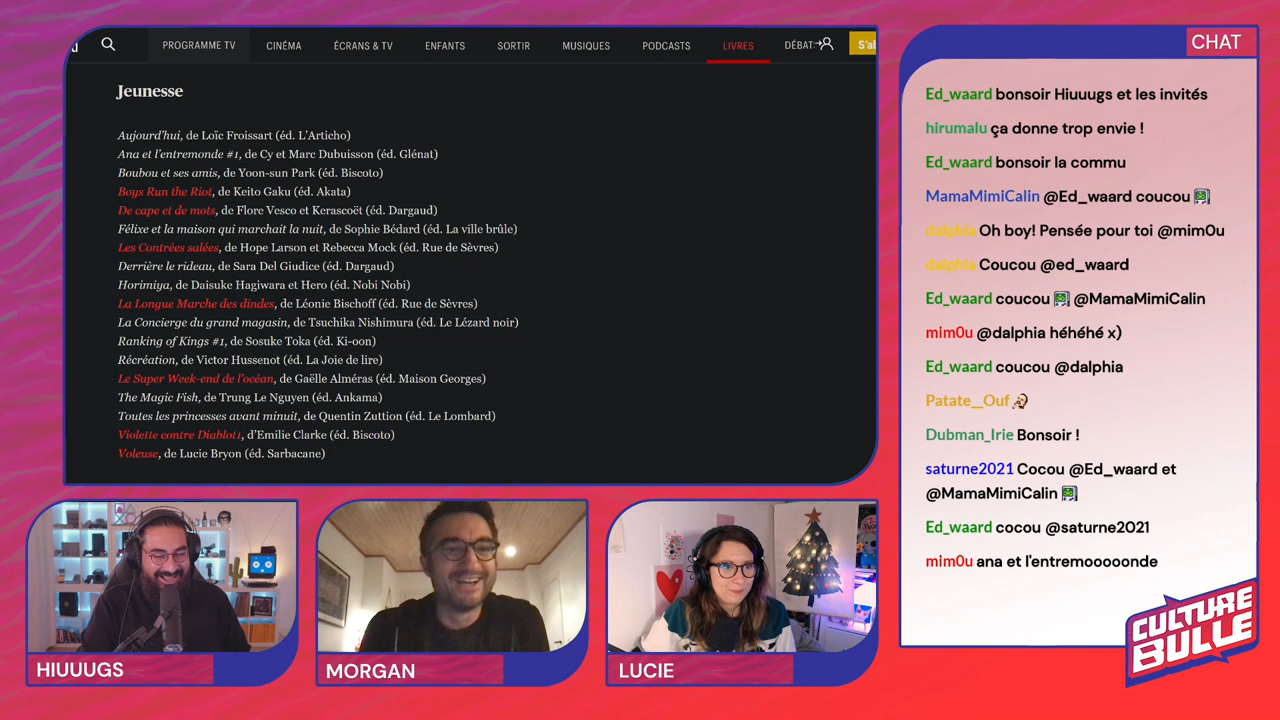 PROGRAMME TV CINÉMA ÉCRANS & TV ENFANTS SORTIR MUSIQUES PODCASTS LIVRES DÉBAT
Jeunesse
Aujourd'hui, de Loïc Froissart (éd. L'Articho)
Ana et l'entremonde #1, de Cy et Marc Dubuisson (éd. Glénat)
Boubou et ses amis, de Yoon-sun Park (éd. Biscoto)
Boys Run the Riot, de Keito Gaku (éd. Akata)
De cape et de mots, de Flore Vesco et Kerascoët (éd. Dargaud)
Félixe et la maison qui marchait la nuit, de Sophie Bédard (éd. La ville brûle)
Les Contrées salées, de Hope Larson et Rebecca Mock (éd. Rue de Sèvres)
Derrière le rideau, de Sara Del Giudice (éd. Dargaud)
Horimiya, de Daisuke Hagiwara et Hero (éd. Nobi Nobi)
La Longue Marche des dindes, de Léonie Bischoff (éd. Rue de Sèvres)
La Concierge du grand magasin, de Tsuchika Nishimura (éd. Le Lézard noir)
Ranking of Kings #1, de Sosuke Toka (éd. Ki-oon)
Récréation, de Victor Hussenot (éd. La Joie de lire)
Le Super Week-end de l'océan, de Gaëlle Alméras (éd. Maison Georges)
The Magic Fish, de Trung Le Nguyen (éd. Ankama)
Toutes les princesses avant minuit, de Quentin Zuttion (éd. Le Lombard)
Violette contre Diablot1, d'Emilie Clarke (éd. Biscoto)
Voleuse, de Lucie Bryon (éd. Sarbacane)
HIUUUGS
MORGAN
LUCIE
CHAT
Ed_waard bonsoir Hiuuugs et les invités
hirumalu ça donne trop envie !
Ed_waard bonsoir la commu
MamaMimiCalin @Ed_waard coucou
dalphia Oh boy! Pensée pour toi @mim0u
dalphia Coucou @ed_waard
Ed_waard coucou @MamaMimiCalin
mim0u @dalphia héhéhé x)
Ed_waard coucou @dalphia
Patate__Ouf
Dubman_Irie Bonsoir !
saturne2021 Cocou @Ed_waard et
@MamaMimiCalin
Ed_waard cocou @saturne2021
mim0u ana et l'entremooooonde
CULTURE
BULLE